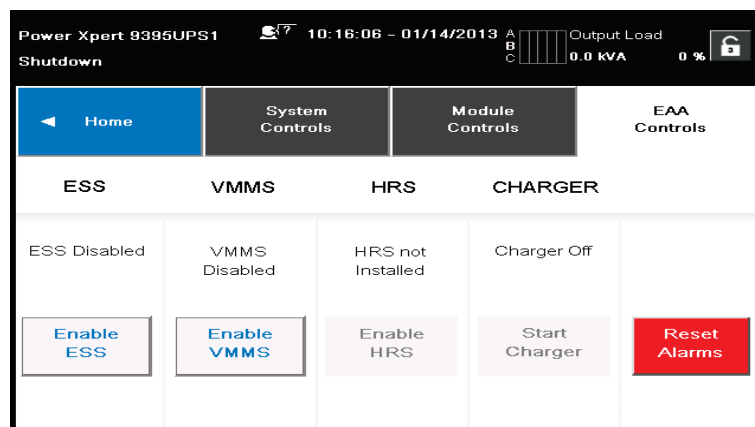 Power Xpert 9395UPS1 ? 10:16:06 - 01/14/2013 A Output Load
B
Shutdown C 0.0 kVA 0 % 3
◄ Home System Controls Module Controls EAA Controls
ESS VMMS HRS CHARGER
ESS Disabled VMMS Disabled HRS not Installed Charger Off
Enable ESS Enable VMMS Enable HRS Start Charger Reset Alarms